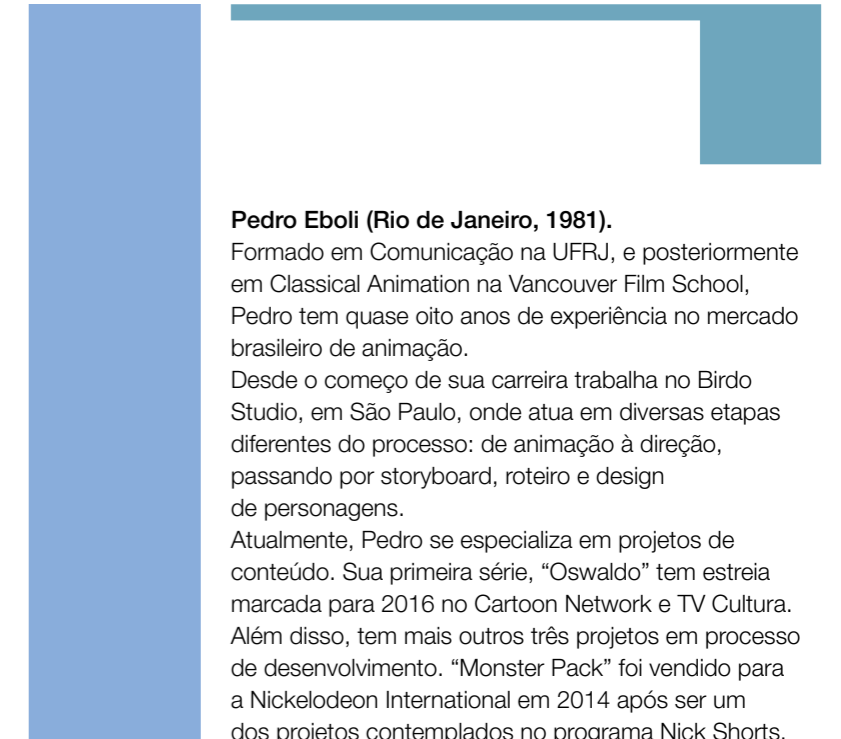 Pedro Eboli (Rio de Janeiro, 1981).
Formado em Comunicação na UFRJ, e posteriormente
em Classical Animation na Vancouver Film School,
Pedro tem quase oito anos de experiência no mercado
brasileiro de animação.
Desde o começo de sua carreira trabalha no Birdo
Studio, em São Paulo, onde atua em diversas etapas
diferentes do processo: de animação à direção,
passando por storyboard, roteiro e design
de personagens.
Atualmente, Pedro se especializa em projetos de
conteúdo. Sua primeira série, “Oswaldo” tem estreia
marcada para 2016 no Cartoon Network e TV Cultura.
Além disso, tem mais outros três projetos em processo
de desenvolvimento. “Monster Pack” foi vendido para
a Nickelodeon International em 2014 após ser um
dos projetos contemplados no programa Nick Shorts.